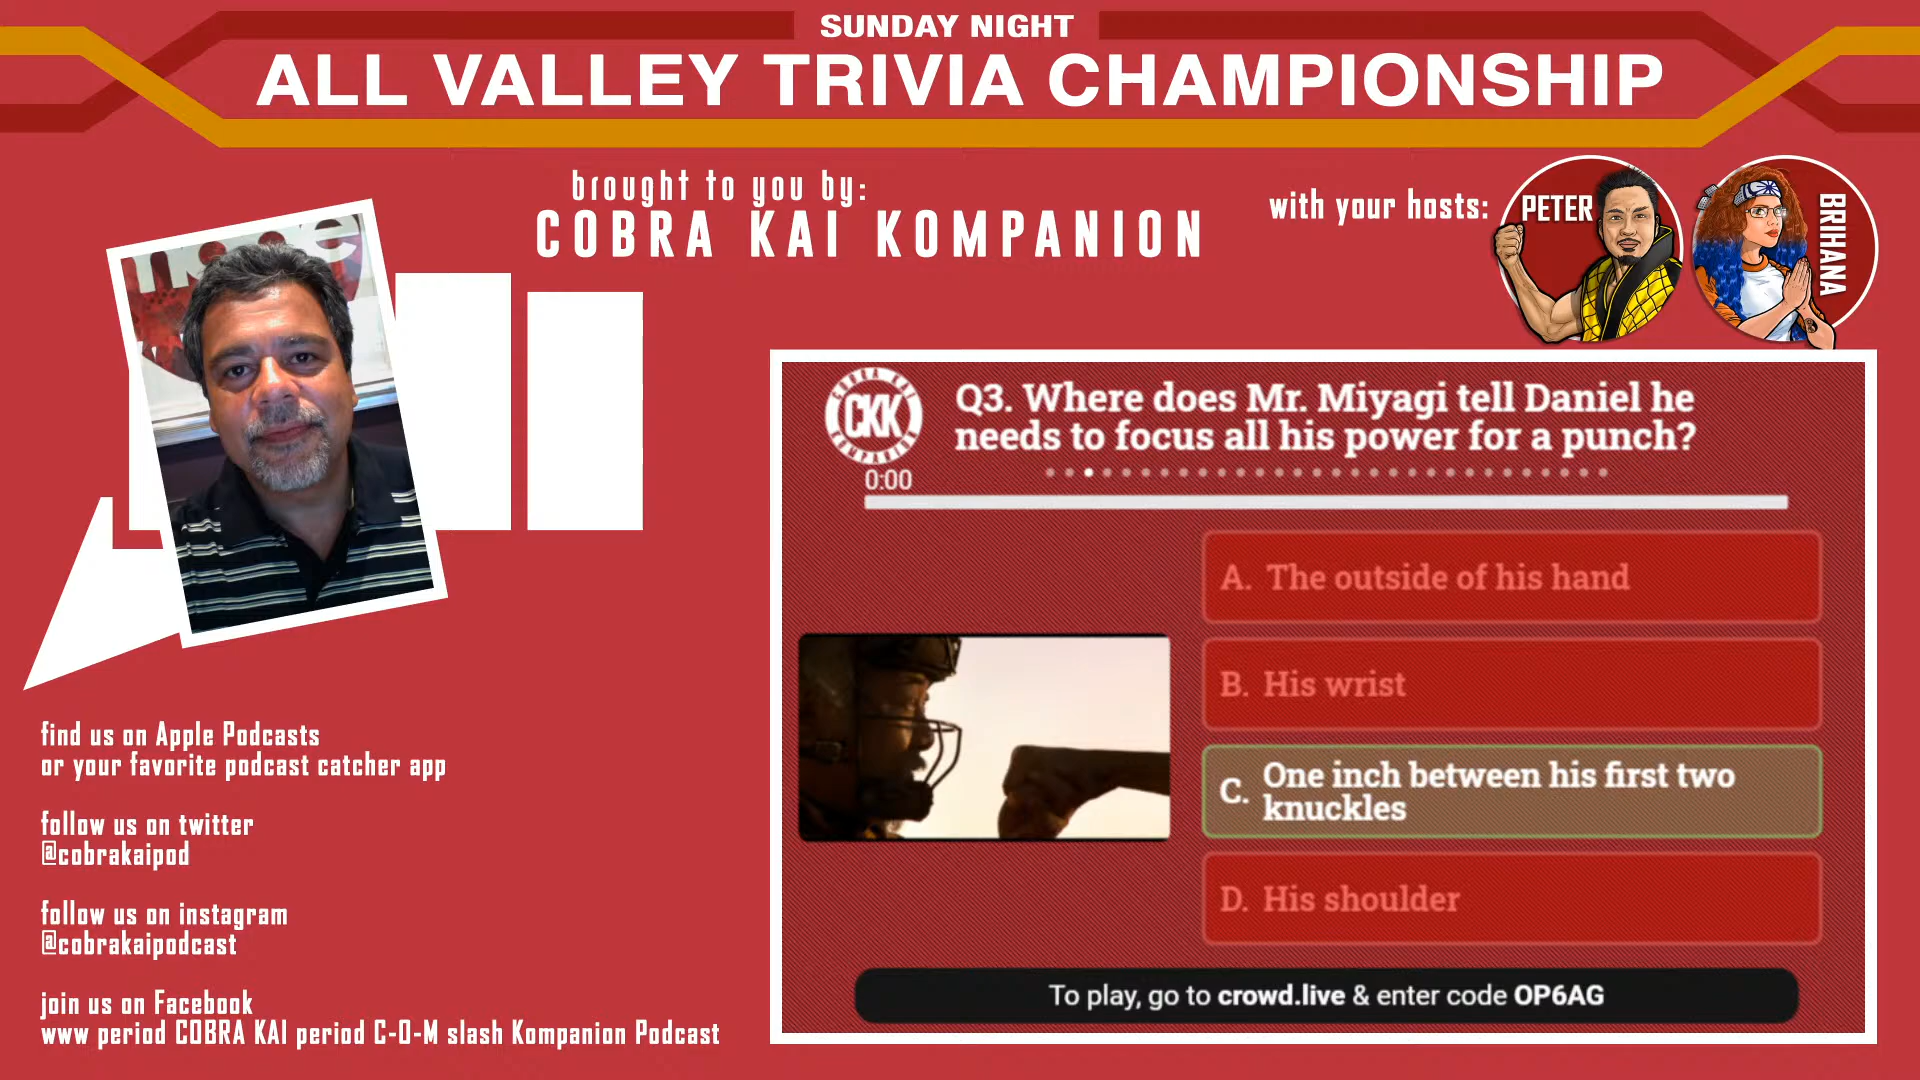 SUNDAY NIGHT
ALL VALLEY TRIVIA CHAMPIONSHIP
brought to you by:
COBRA KAI KOMPANION
with your hosts:
PETER
BRIHANA
COBRA KAI
CKK
KOMPANION
Q3. Where does Mr. Miyagi tell Daniel he
needs to focus all his power for a punch?
0:00
A. The outside of his hand
B. His wrist
C. One inch between his first two
knuckles
D. His shoulder
To play, go to crowd.live & enter code OP6AG
find us on Apple Podcasts
or your favorite podcast catcher app
follow us on twitter
@cobrakaipod
follow us on instagram
@cobrakaipodcast
join us on Facebook
www period COBRA KAI period C-O-M slash Kompanion Podcast